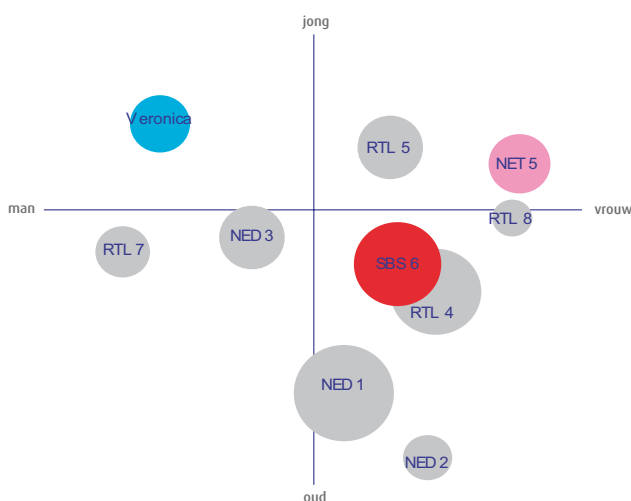 jong
Veronica
RTL 5
NET 5
man
vrouw
RTL 8
NED 3
RTL 7
SBS 6
RTL 4
NED 1
NED 2
oud